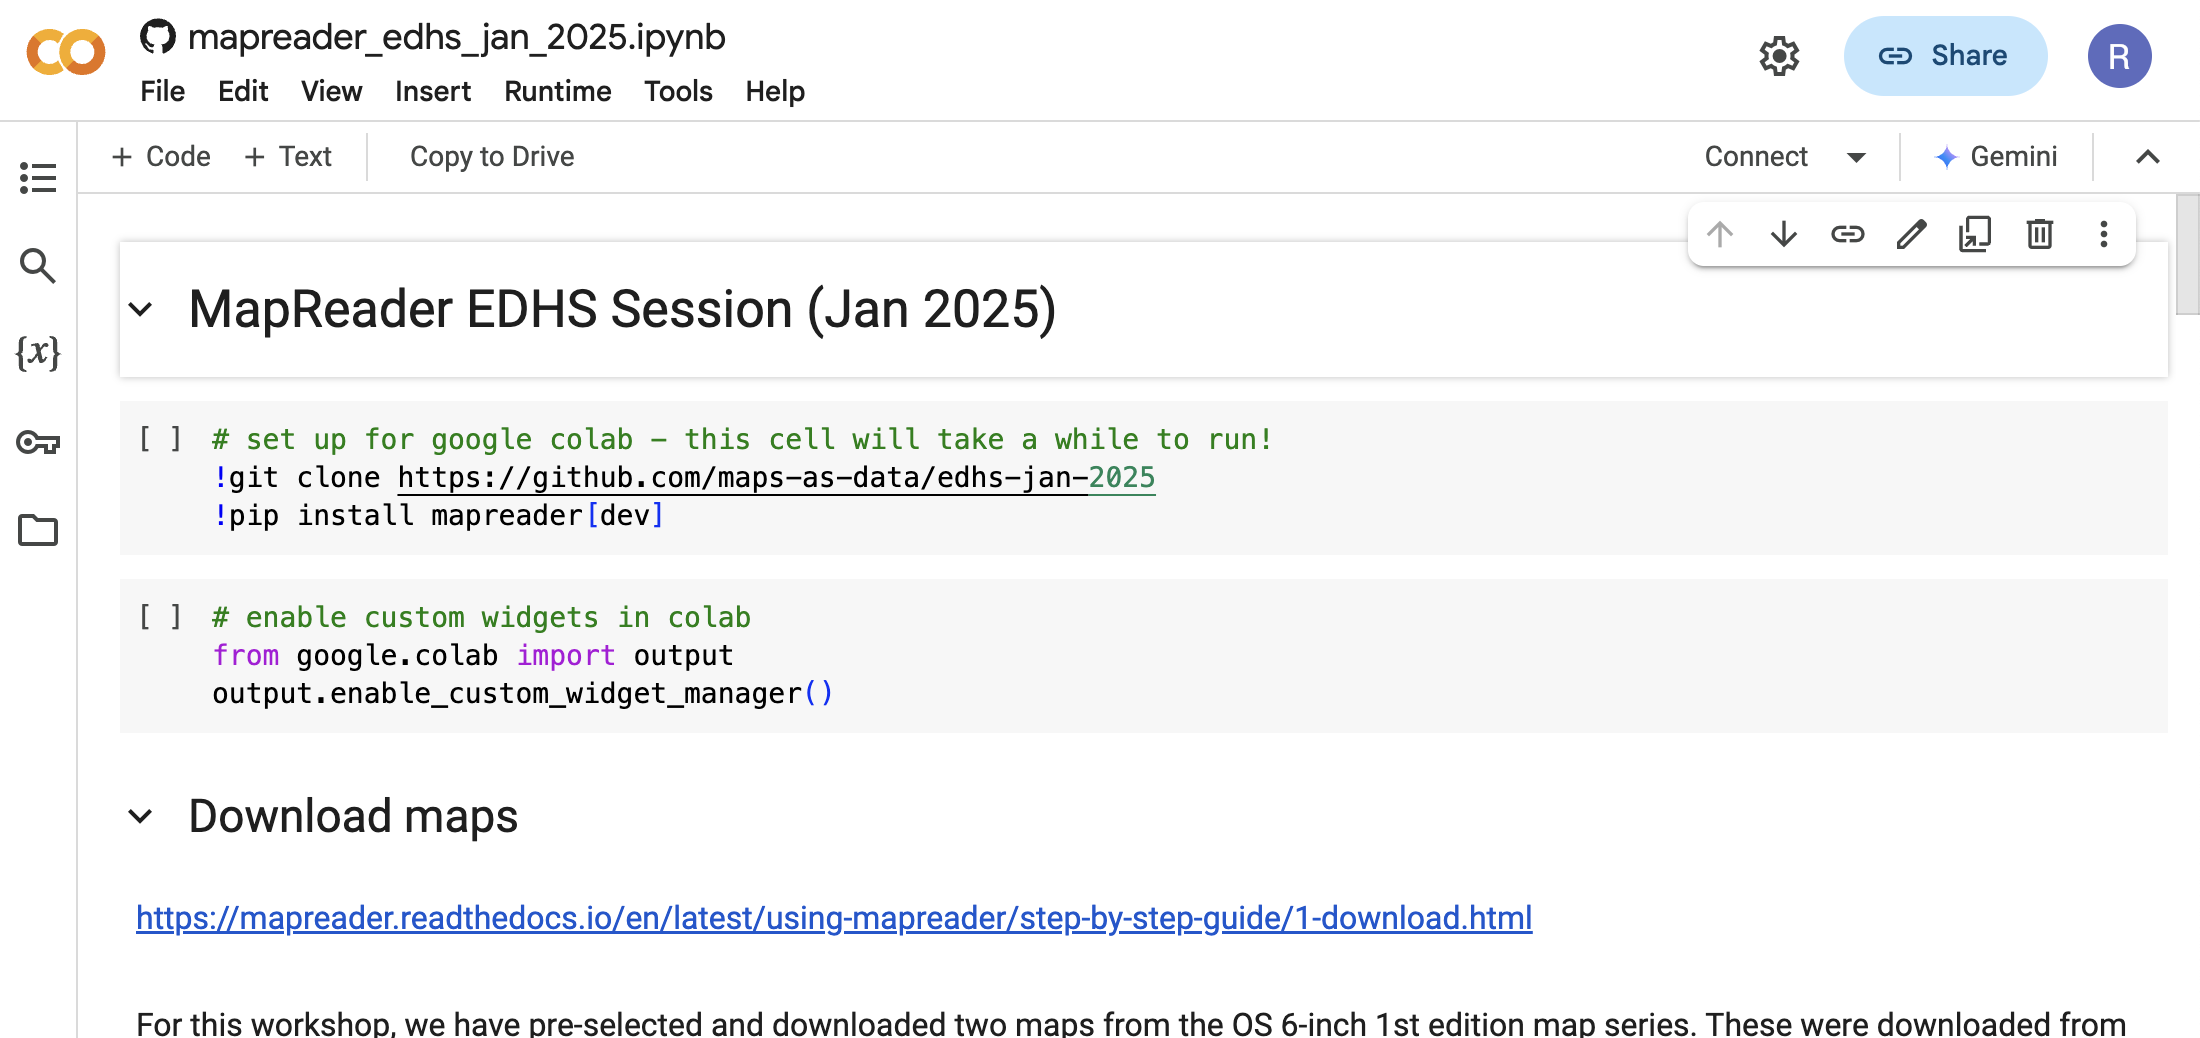 mapreader_edhs_jan_2025.ipynb
File Edit View Insert Runtime Tools Help
Share
R
+ Code + Text Copy to Drive
Connect
Gemini
{x}
MapReader EDHS Session (Jan 2025)
[ ] # set up for google colab - this cell will take a while to run!
!git clone https://github.com/maps-as-data/edhs-jan-2025
!pip install mapreader[dev]
[ ] # enable custom widgets in colab
from google.colab import output
output.enable_custom_widget_manager()
Download maps
https://mapreader.readthedocs.io/en/latest/using-mapreader/step-by-step-guide/1-download.html
For this workshop, we have pre-selected and downloaded two maps from the OS 6-inch 1st edition map series. These were downloaded from